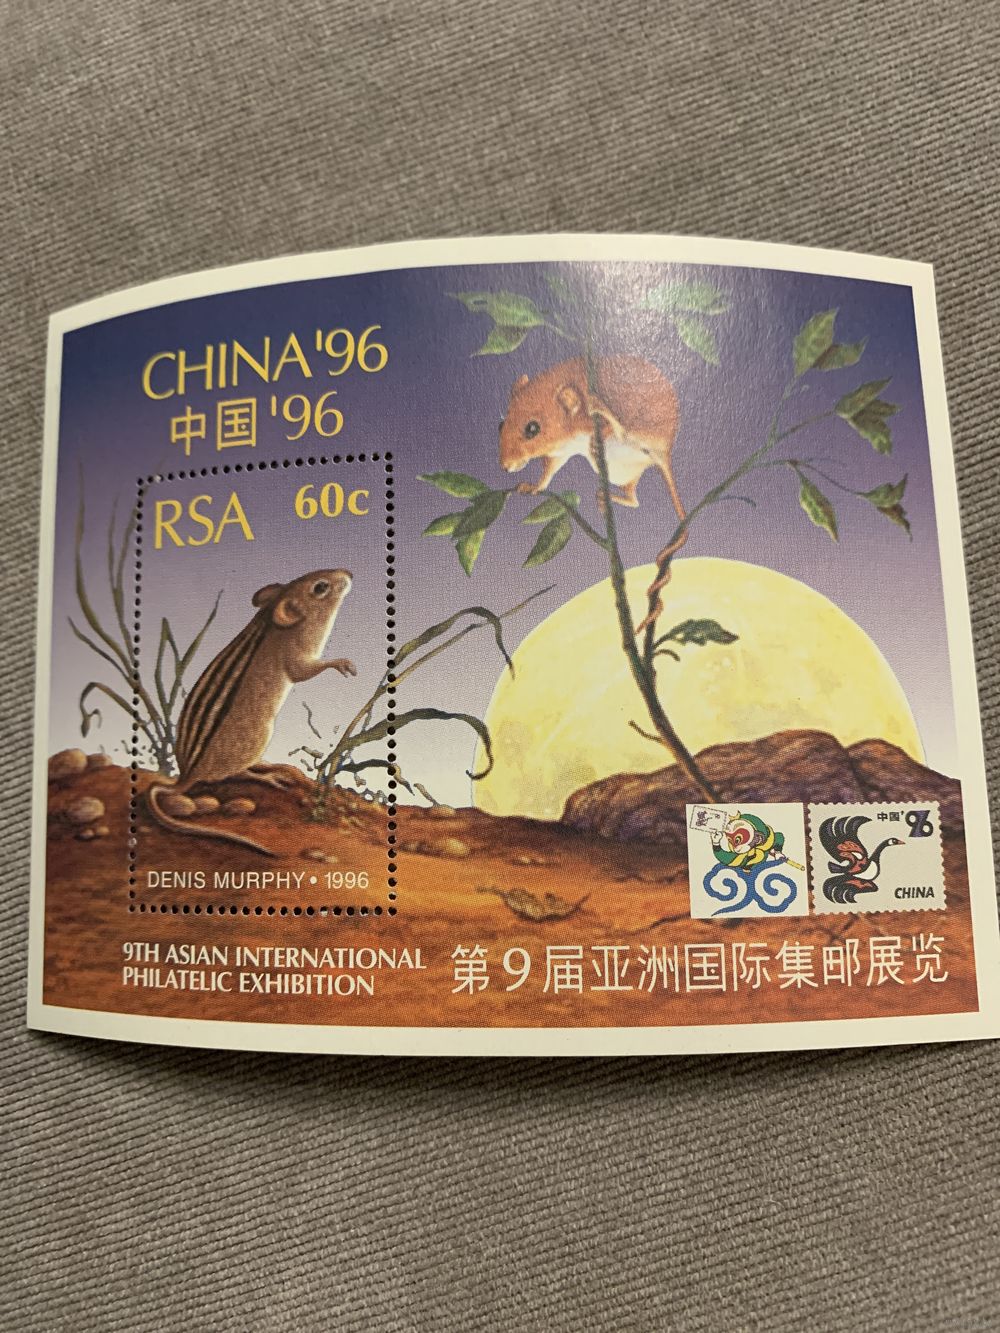 CHINA '96
中国 '96
RSA 60c
DENIS MURPHY • 1996
中国'96
CHINA
9TH ASIAN INTERNATIONAL
PHILATELIC EXHIBITION
第9届亚洲国际集邮展览